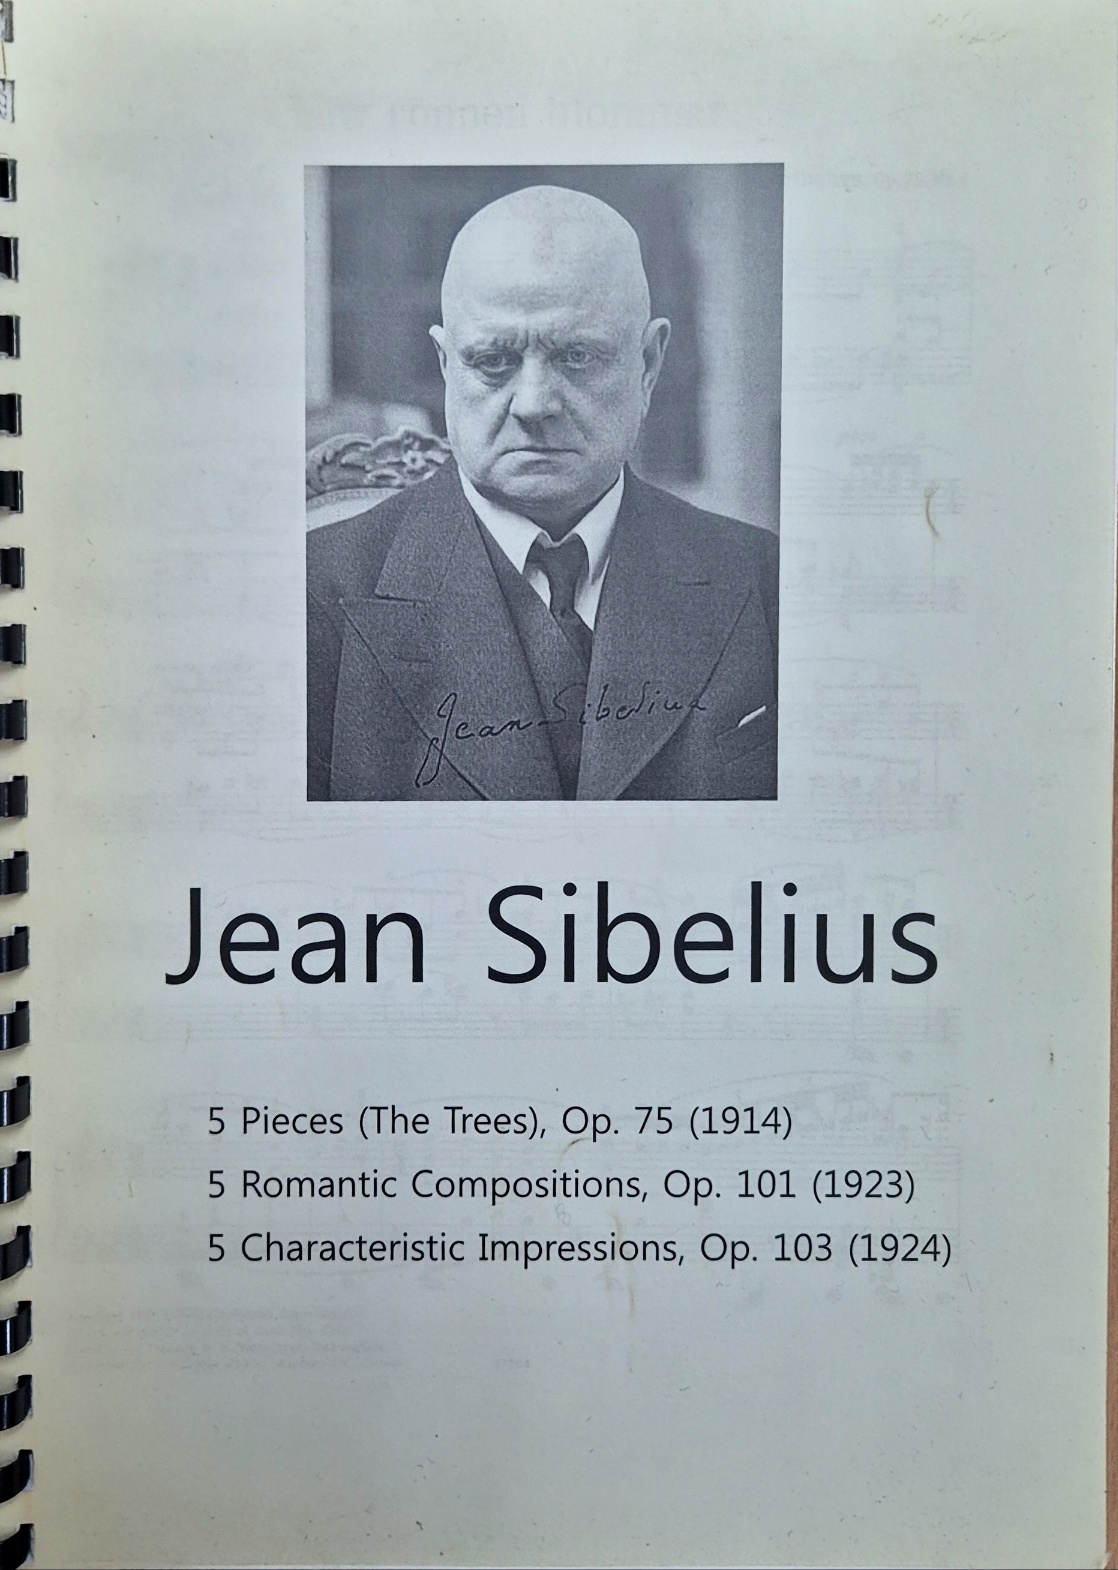 Jean Sibelius
Jean Sibelius
5 Pieces (The Trees), Op. 75 (1914)
5 Romantic Compositions, Op. 101 (1923)
5 Characteristic Impressions, Op. 103 (1924)